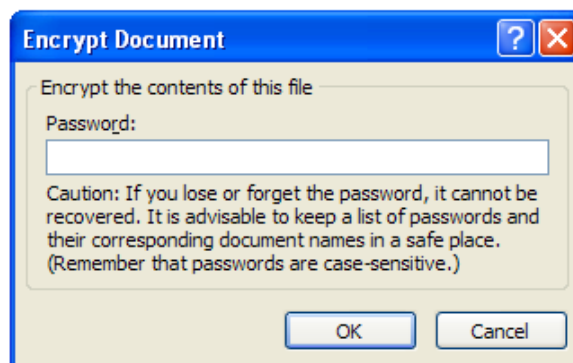 Encrypt Document
Encrypt the contents of this file
Password:
Caution: If you lose or forget the password, it cannot be
recovered. It is advisable to keep a list of passwords and
their corresponding document names in a safe place.
(Remember that passwords are case-sensitive.)
OK
Cancel